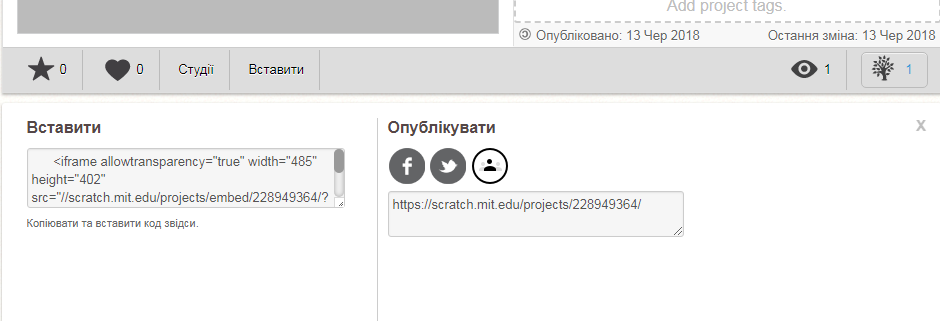 Add project tags.
Опубліковано: 13 Чер 2018 Остання зміна: 13 Чер 2018
0 0 Студії Вставити 1 1
Вставити
<iframe allowtransparency="true" width="485"
height="402"
src="//scratch.mit.edu/projects/embed/228949364/?
Копіювати та вставити код звідси.
Опублікувати X
https://scratch.mit.edu/projects/228949364/